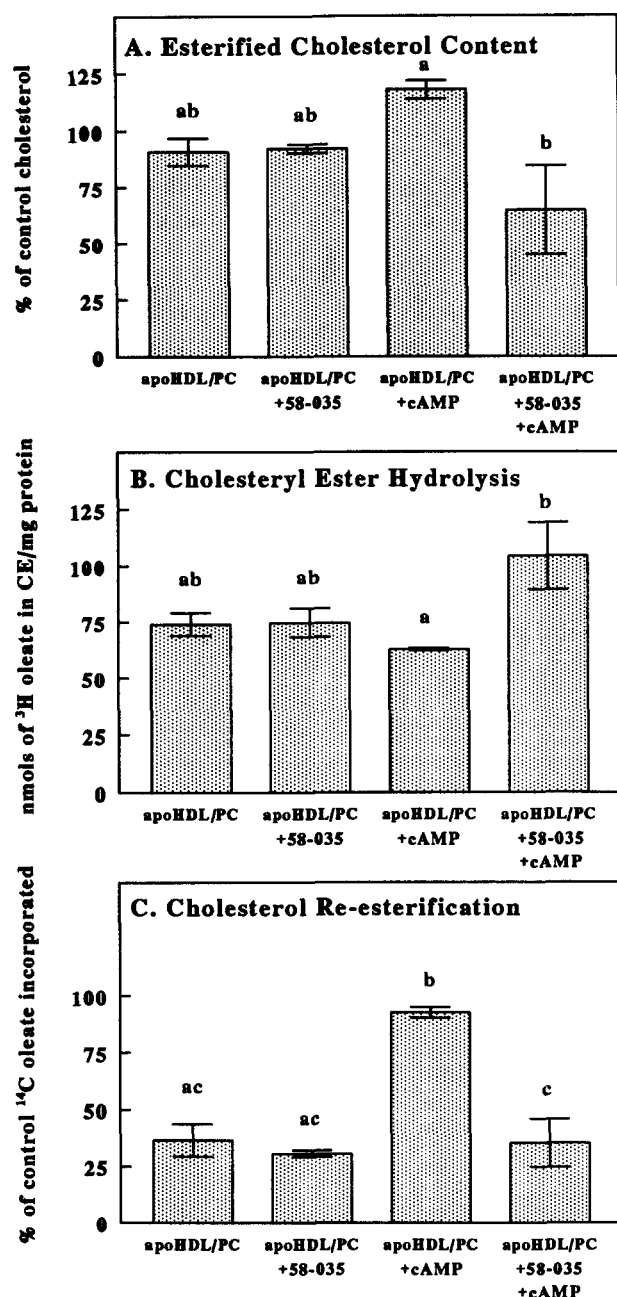 A. Esterified Cholesterol Content
% of control cholesterol
125
100
75
50
25
0
ab
ab
a
b
apoHDL/PC
apoHDL/PC
+58-035
apoHDL/PC
+cAMP
apoHDL/PC
+58-035
+cAMP
B. Cholesteryl Ester Hydrolysis
nmols of ³H oleate in CE/mg protein
125
100
75
50
25
0
ab
ab
a
b
apoHDL/PC
apoHDL/PC
+58-035
apoHDL/PC
+cAMP
apoHDL/PC
+58-035
+cAMP
C. Cholesterol Re-esterification
% of control ¹⁴C oleate incorporated
100
75
50
25
0
ac
ac
b
c
apoHDL/PC
apoHDL/PC
+58-035
apoHDL/PC
+cAMP
apoHDL/PC
+58-035
+cAMP